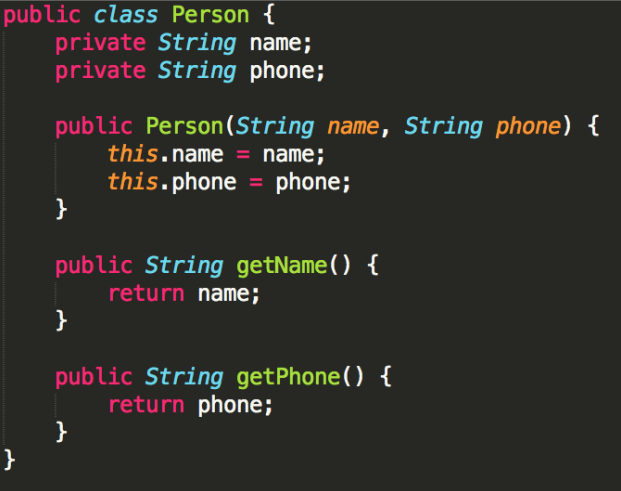 public class Person {
    private String name;
    private String phone;

    public Person(String name, String phone) {
        this.name = name;
        this.phone = phone;
    }

    public String getName() {
        return name;
    }

    public String getPhone() {
        return phone;
    }
}